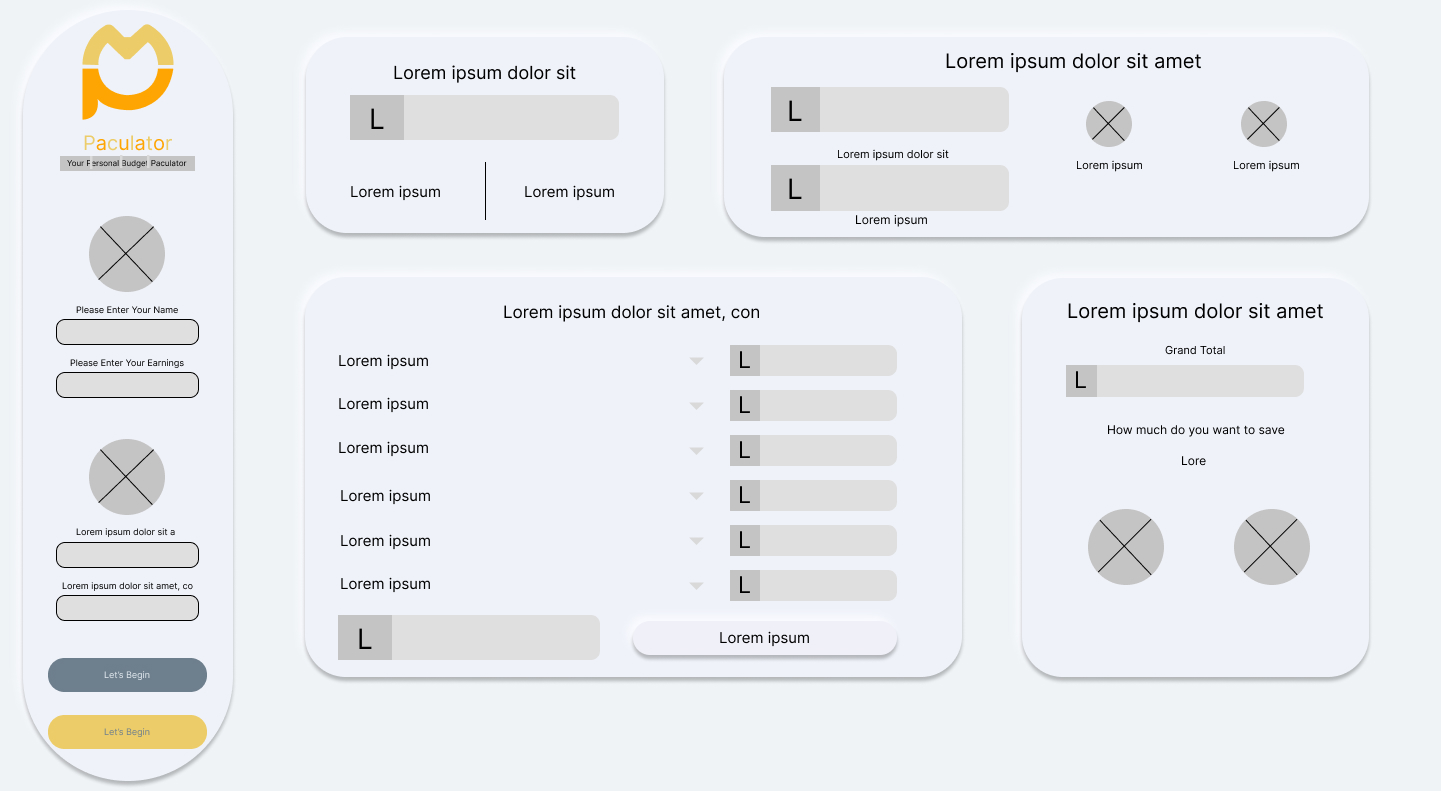 Paculator
Your Personal Budget Paculator
Please Enter Your Name
Please Enter Your Earnings
Lorem ipsum dolor sit a
Lorem ipsum dolor sit amet, co
Let's Begin
Let's Begin
Lorem ipsum dolor sit
L
Lorem ipsum
Lorem ipsum
Lorem ipsum dolor sit amet
L
Lorem ipsum dolor sit
L
Lorem ipsum
Lorem ipsum
Lorem ipsum
Lorem ipsum dolor sit amet, con
Lorem ipsum L
Lorem ipsum L
Lorem ipsum L
Lorem ipsum L
Lorem ipsum L
Lorem ipsum L
L
Lorem ipsum
Lorem ipsum dolor sit amet
Grand Total
L
How much do you want to save
Lore